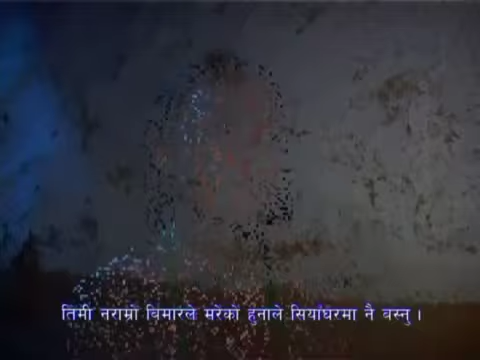 तिमी नराम्रो बिमारले मरेको हुनाले सिर्याघरमा नै बस्नु ।